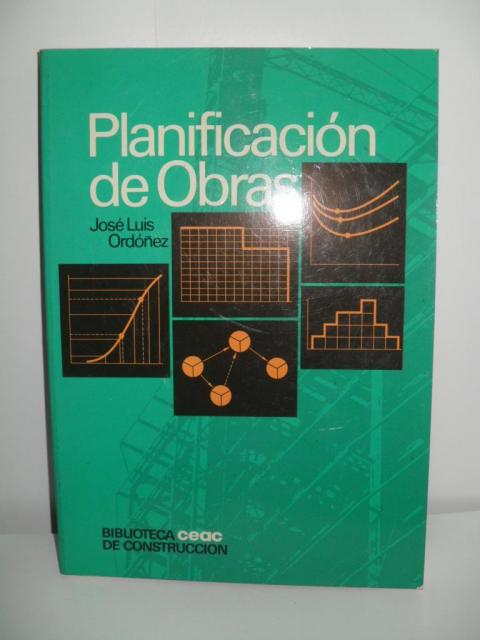 Planificación
de Obras
José Luis
Ordóñez
BIBLIOTECA ceac
DE CONSTRUCCION